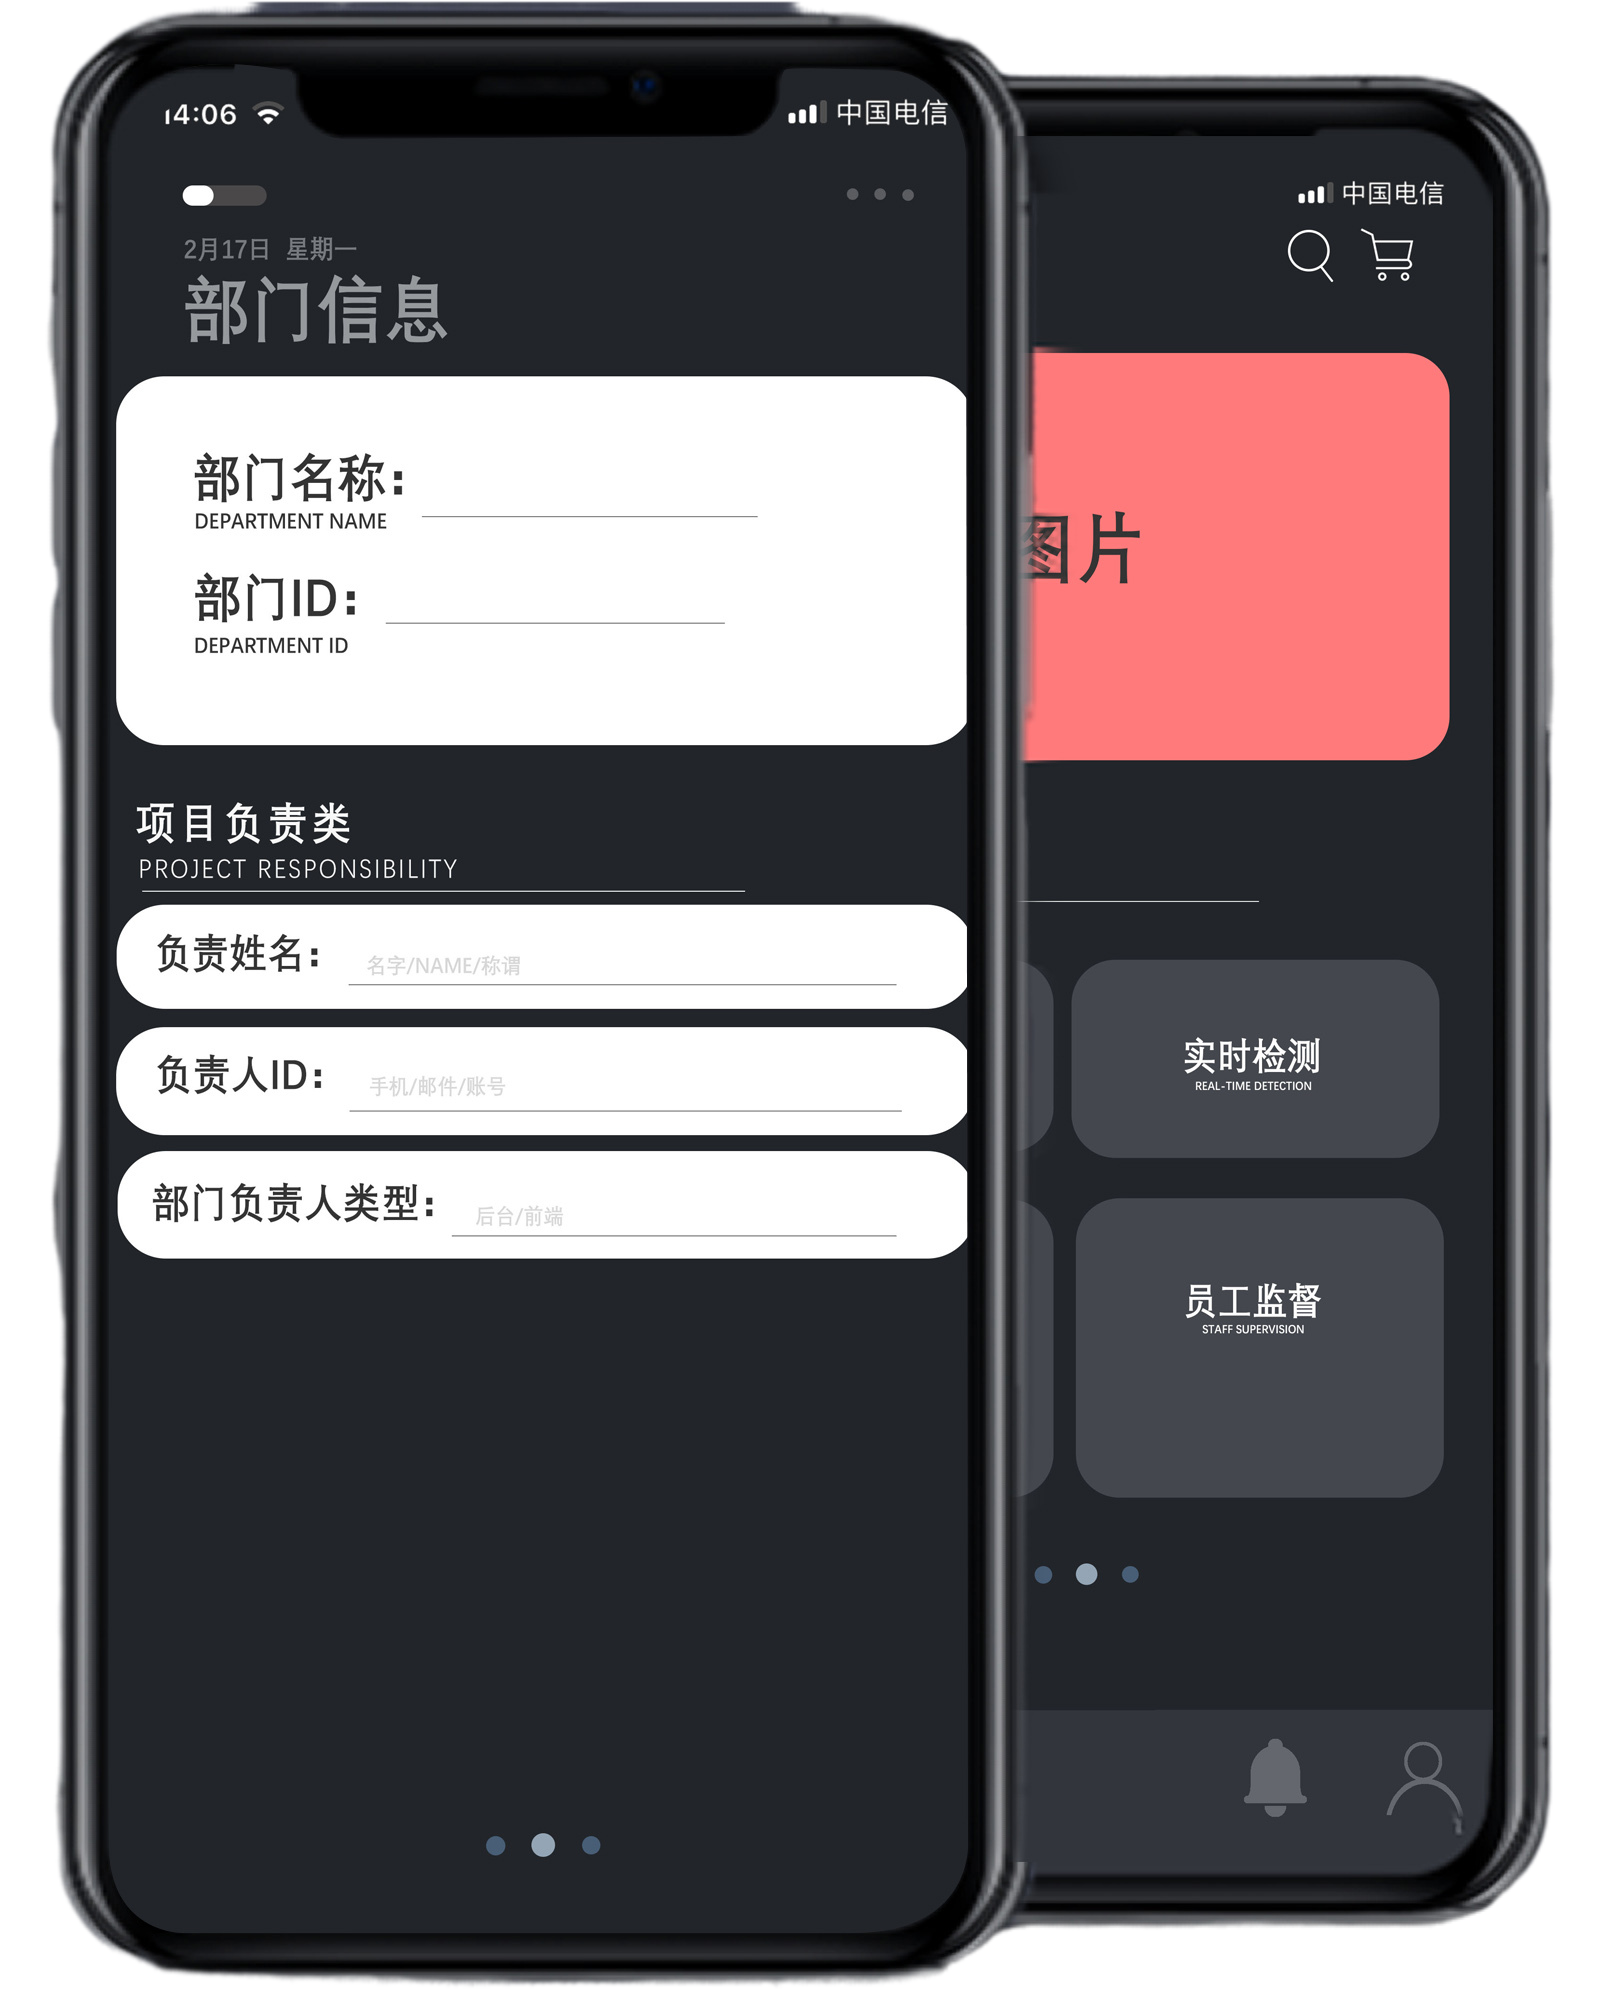 14:06
中国电信
2月17日 星期一
部门信息
部门名称:
DEPARTMENT NAME
部门ID:
DEPARTMENT ID
项目负责类
PROJECT RESPONSIBILITY
负责姓名:
名字/NAME/称谓
负责人ID:
手机/邮件/账号
部门负责人类型:
后台/前端
中国电信
图片
实时检测
REAL-TIME DETECTION
员工监督
STAFF SUPERVISION